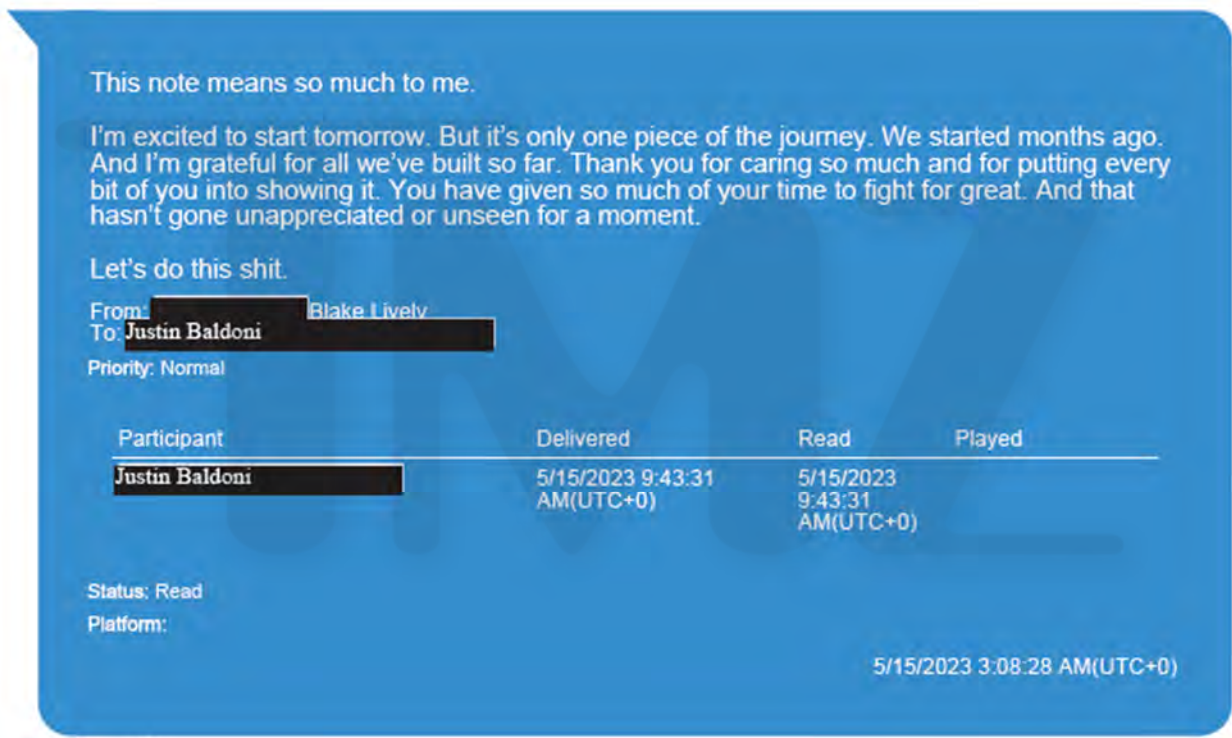 This note means so much to me.
I'm excited to start tomorrow. But it's only one piece of the journey. We started months ago.
And I'm grateful for all we've built so far. Thank you for caring so much and for putting every
bit of you into showing it. You have given so much of your time to fight for great. And that
hasn't gone unappreciated or unseen for a moment.
Let's do this shit.
From: Blake Lively
To: Justin Baldoni
Priority: Normal
Participant Delivered Read Played
Justin Baldoni 5/15/2023 9:43:31 5/15/2023
AM(UTC+0) 9:43:31
AM(UTC+0)
Status: Read
Platform:
5/15/2023 3:08:28 AM(UTC+0)
TMZ